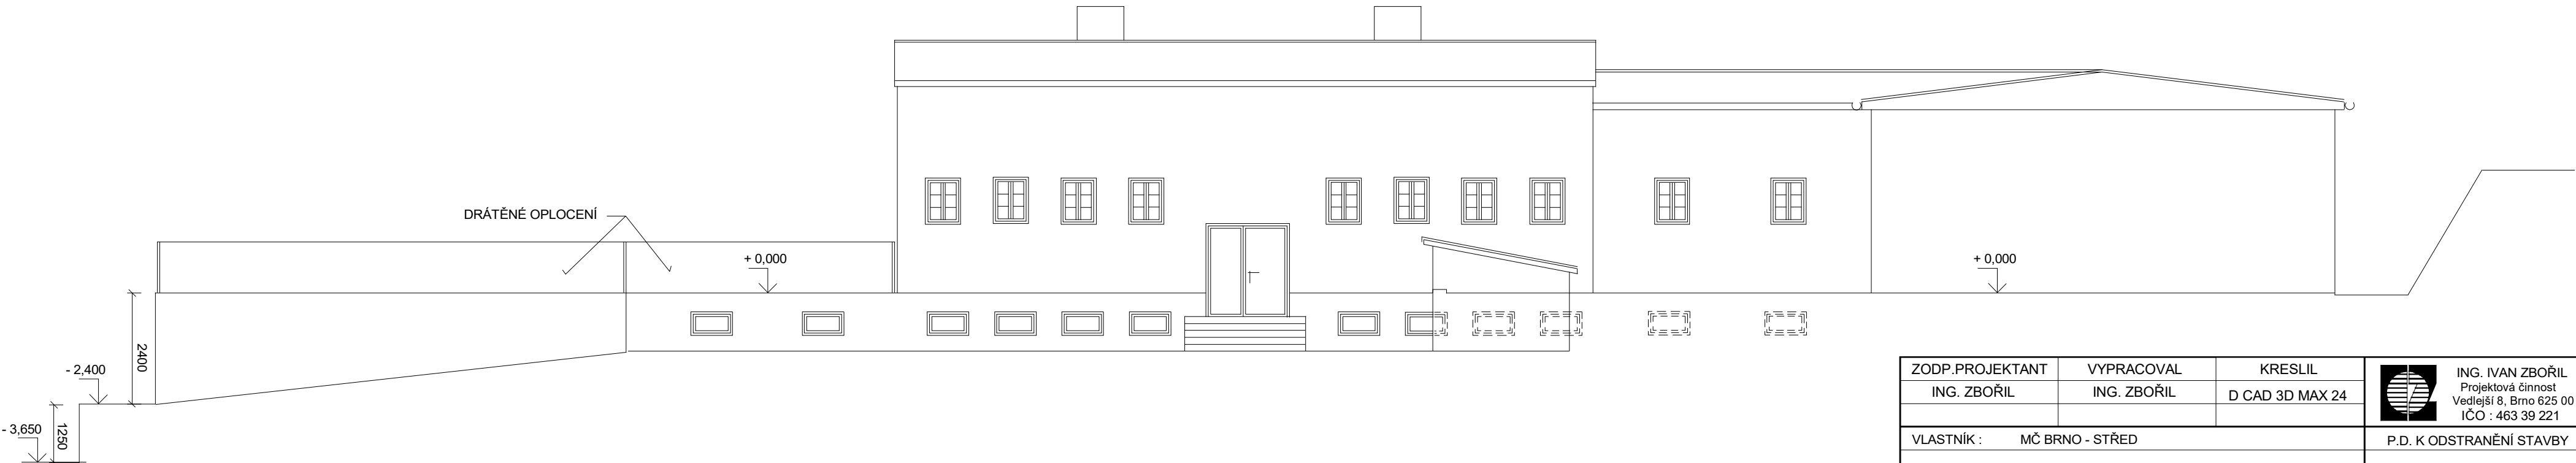 DRÁTĚNÉ OPLOCENÍ
+ 0,000
+ 0,000
2400
- 2,400
- 3,650
1250
ZODP.PROJEKTANT VYPRACOVAL KRESLIL
ING. ZBOŘIL ING. ZBOŘIL D CAD 3D MAX 24
ING. IVAN ZBOŘIL
Projektová činnost
Vedlejší 8, Brno 625 00
IČO : 463 39 221
VLASTNÍK : MČ BRNO - STŘED
P.D. K ODSTRANĚNÍ STAVBY